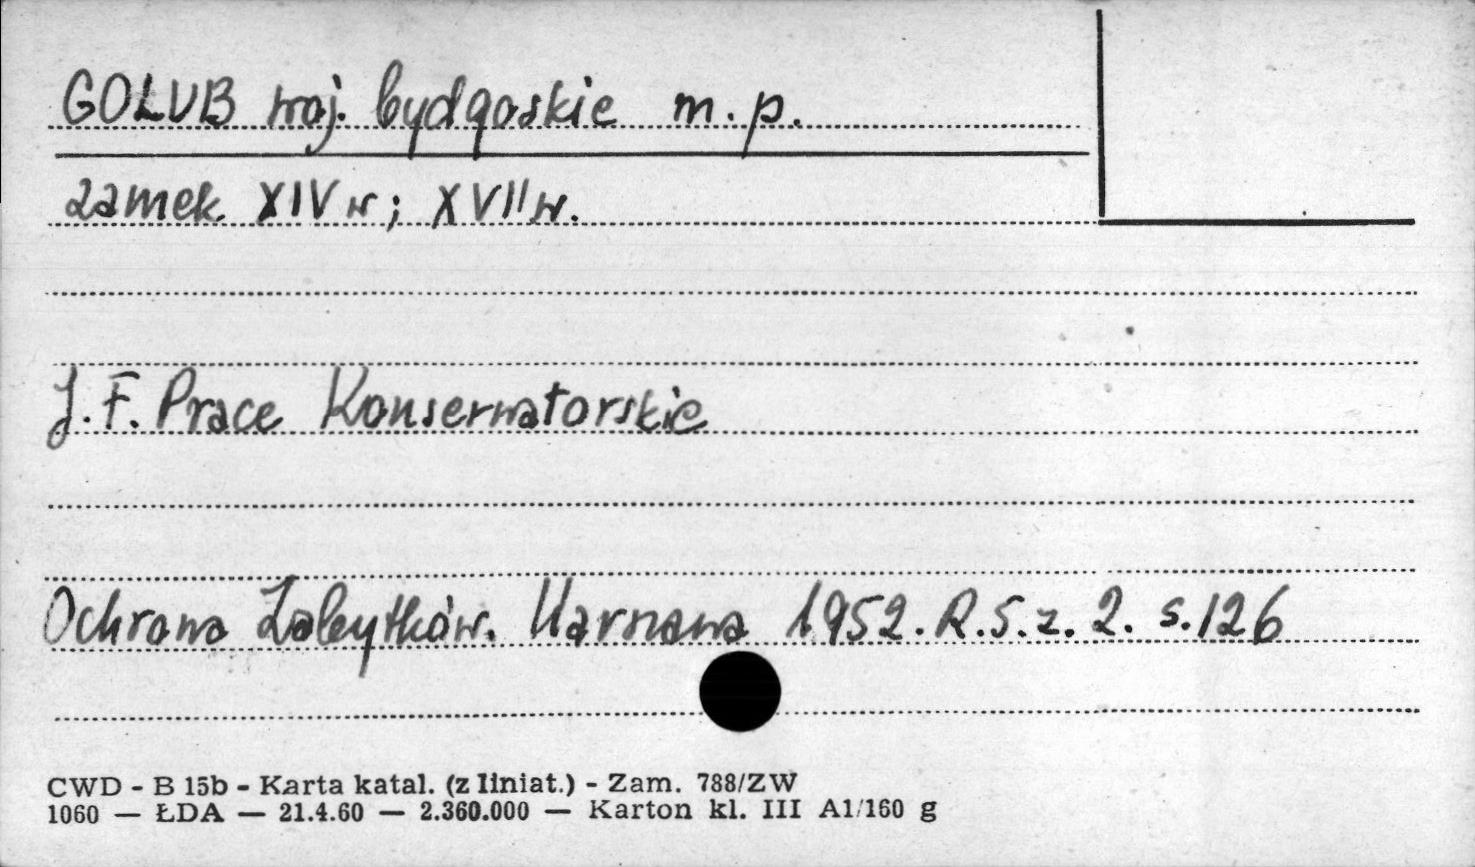 GOLUB woj. bydgoskie m. p.
zamek XIV w; XVII w.
J. F. Prace Konserwatorskie
Ochrona Zabytków. Warszawa 1952. R. 5. z. 2. s. 126
CWD - B 15b - Karta katal. (z liniat.) - Zam. 788/ZW
1060 — ŁDA — 21.4.60 — 2.360.000 — Karton kl. III A1/160 g